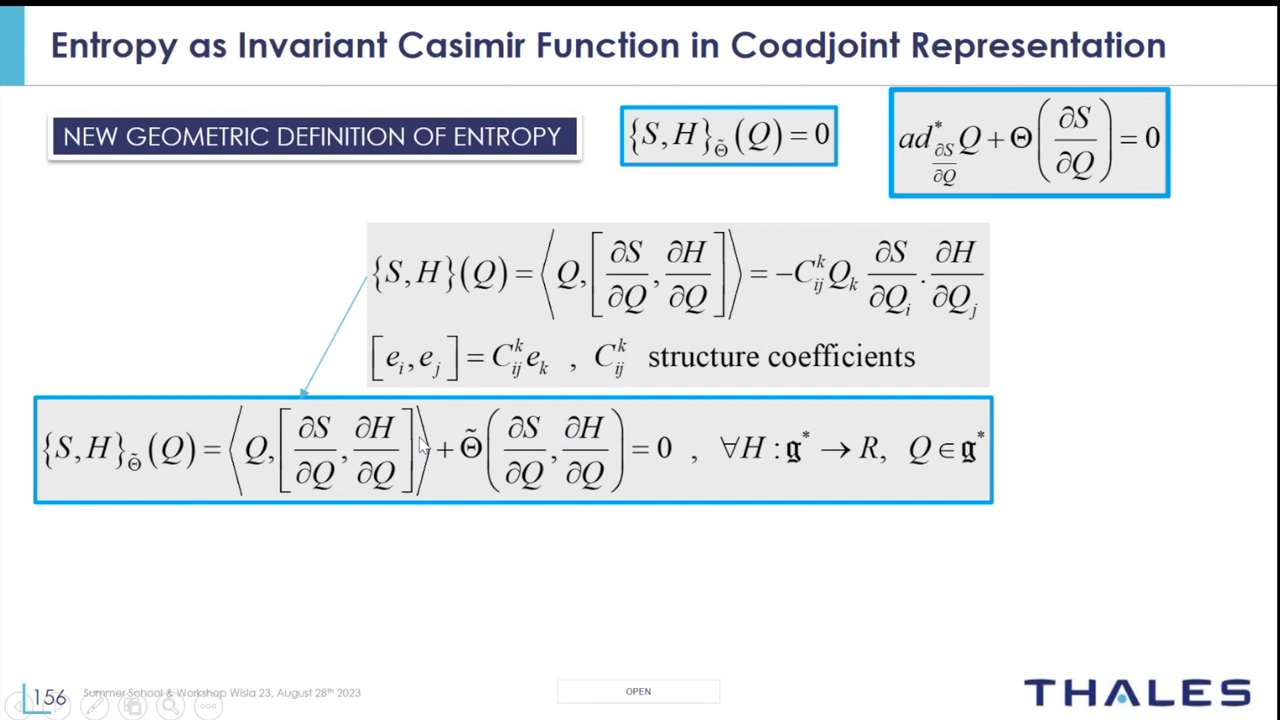 Entropy as Invariant Casimir Function in Coadjoint Representation
NEW GEOMETRIC DEFINITION OF ENTROPY
{S, H}_Θ̃ (Q) = 0
ad*_{∂S/∂Q} Q + Θ(∂S/∂Q) = 0
{S, H}(Q) = ⟨Q, [∂S/∂Q, ∂H/∂Q]⟩ = −C_{ij}^k Q_k ∂S/∂Q_i . ∂H/∂Q_j
[e_i, e_j] = C_{ij}^k e_k , C_{ij}^k structure coefficients
{S, H}_Θ̃ (Q) = ⟨Q, [∂S/∂Q, ∂H/∂Q]⟩ + Θ̃(∂S/∂Q, ∂H/∂Q) = 0 , ∀H : 𝔤* → R, Q ∈ 𝔤*
156 Summer School & Workshop Wisla 23, August 28th 2023
OPEN
THALES